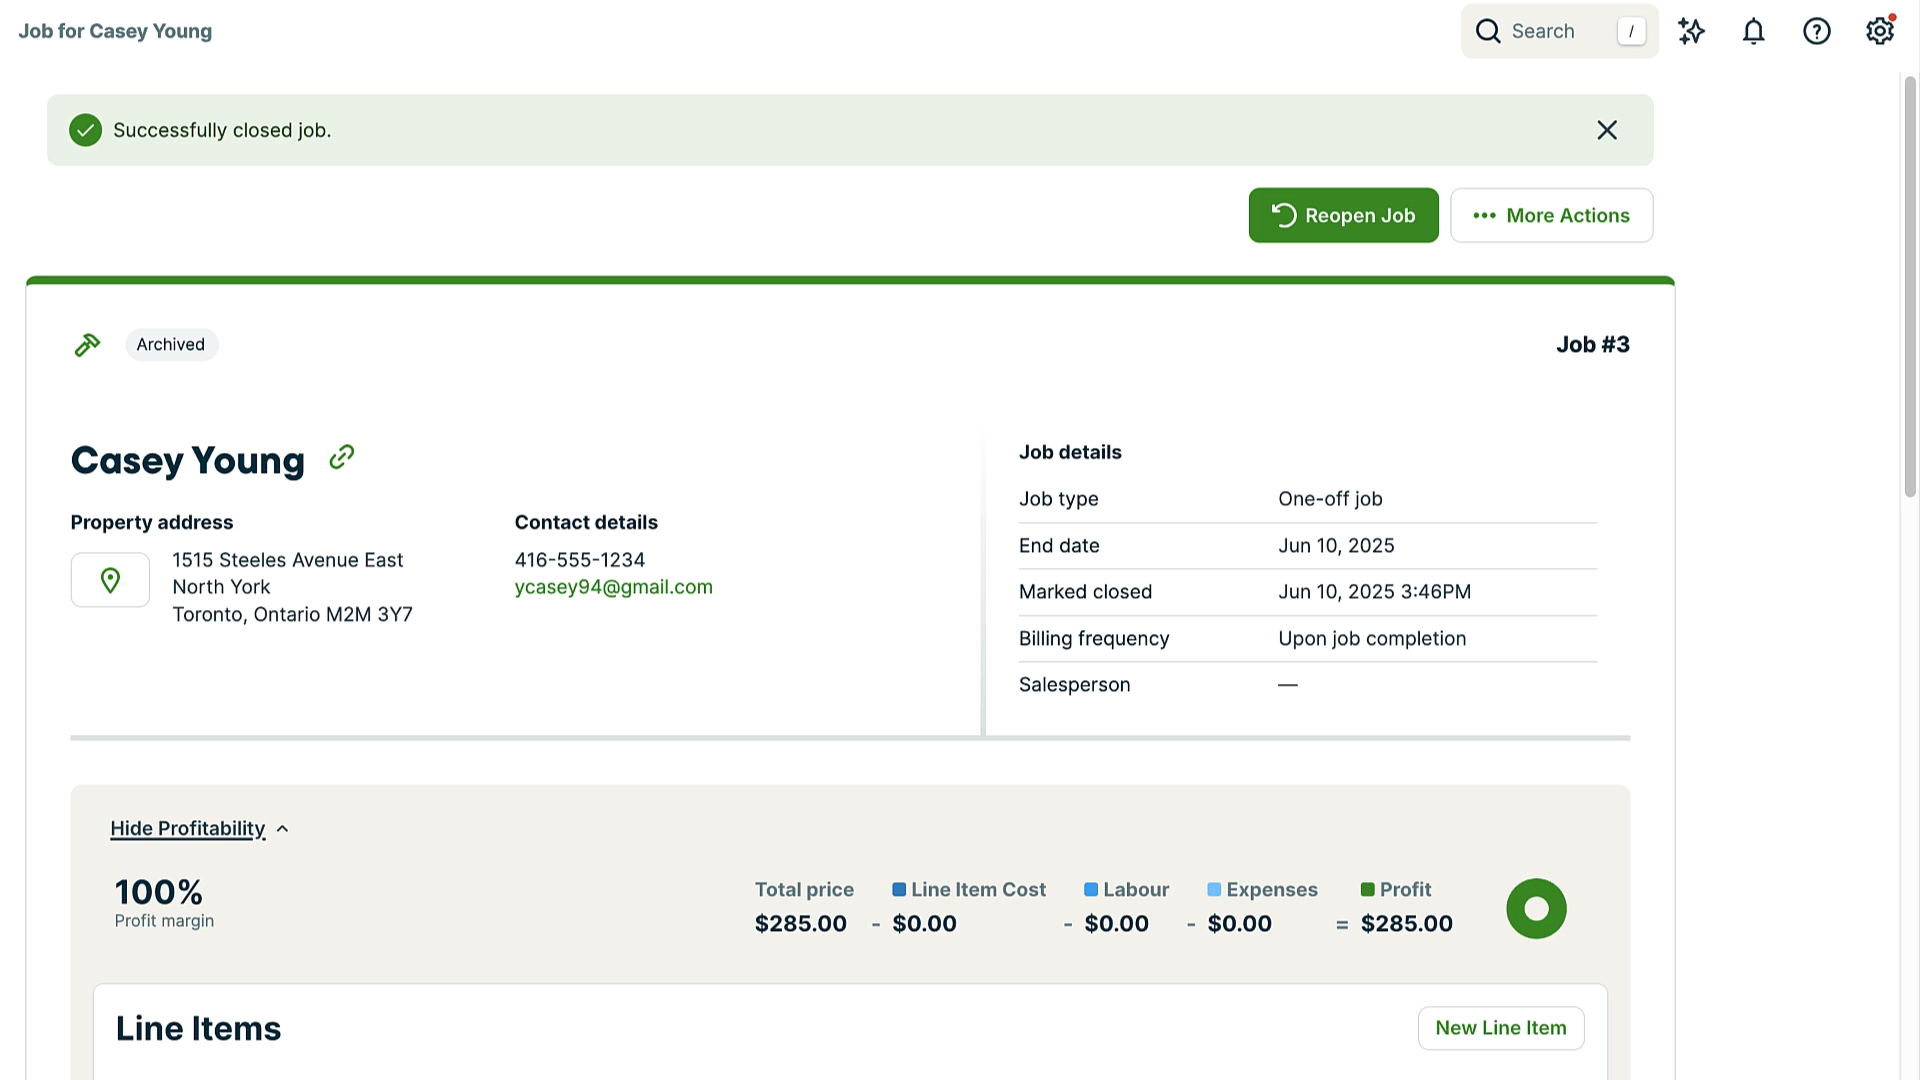 Job for Casey Young
Search /
Successfully closed job.
Reopen Job
••• More Actions
Archived
Job #3
Casey Young
Property address
1515 Steeles Avenue East
North York
Toronto, Ontario M2M 3Y7
Contact details
416-555-1234
ycasey94@gmail.com
Job details
Job type One-off job
End date Jun 10, 2025
Marked closed Jun 10, 2025 3:46PM
Billing frequency Upon job completion
Salesperson —
Hide Profitability
100%
Profit margin
Total price Line Item Cost Labour Expenses Profit
$285.00 - $0.00 - $0.00 - $0.00 = $285.00
Line Items
New Line Item